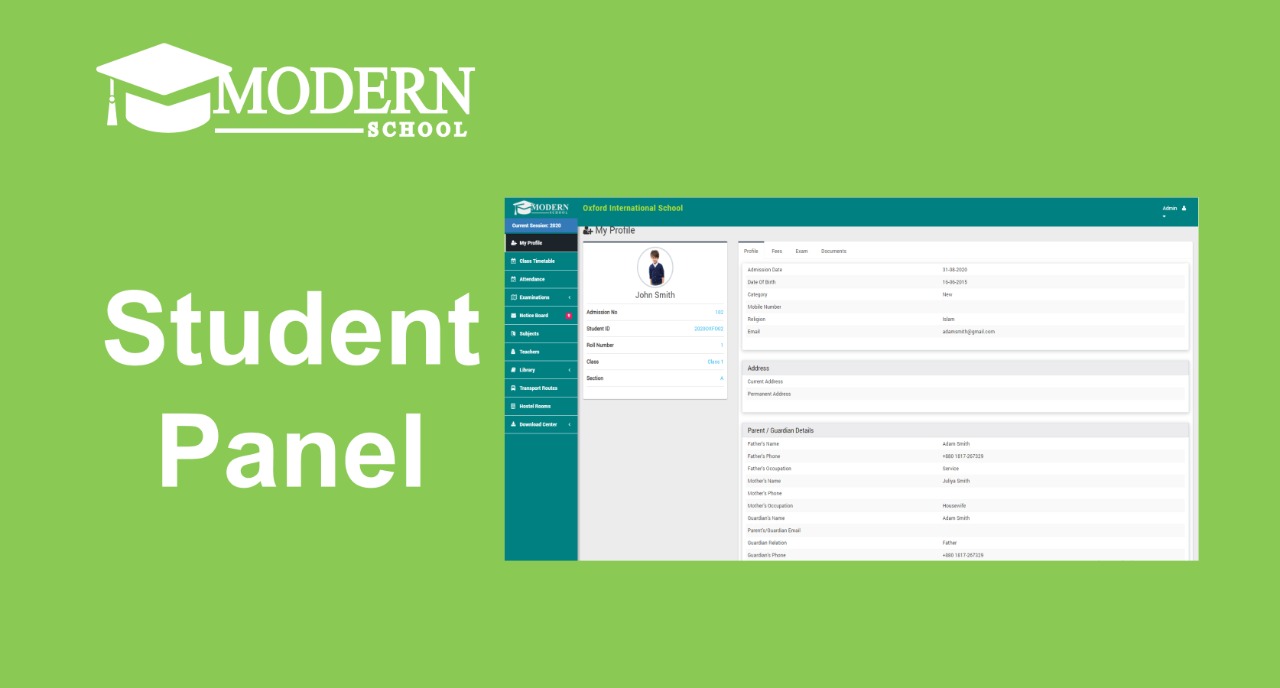 MODERN
SCHOOL
Student
Panel
MODERN
SCHOOL
Oxford International School
Admin
Current Session: 2020
My Profile
My Profile
Class Timetable
Attendance
Examinations
Notice Board
Subjects
Teachers
Library
Transport Routes
Hostel Rooms
Download Center
John Smith
Admission No
Student ID
Roll Number 1
Class Class 1
Section A
Profile Fees Exam Documents
Admission Date 31-08-2020
Date Of Birth 16-06-2015
Category New
Mobile Number
Religion Islam
Email adamsmith@gmail.com
Address
Current Address
Permanent Address
Parent / Guardian Details
Father's Name Adam Smith
Father's Phone +880 1817-267329
Father's Occupation Service
Mother's Name Juliya Smith
Mother's Phone
Mother's Occupation Housewife
Guardian's Name Adam Smith
Parent's/Guardian Email
Guardian Relation Father
Guardian's Phone +880 1817-267329